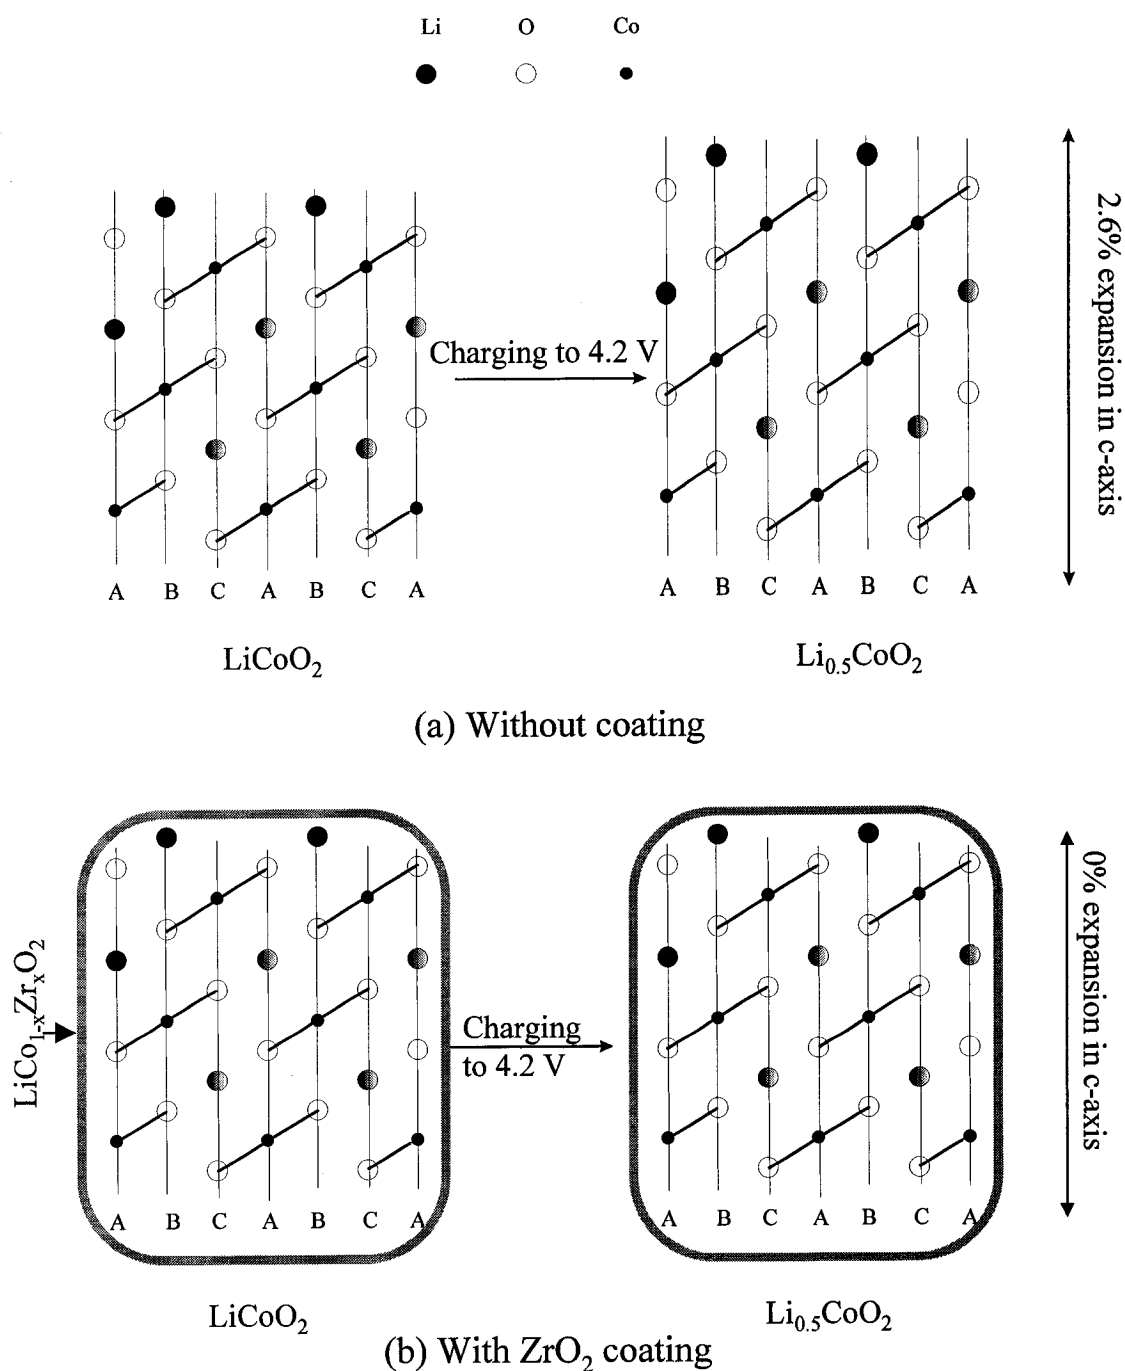 Li O Co
2.6% expansion in c-axis
Charging to 4.2 V
A B C A B C A
A B C A B C A
LiCoO₂
Li₀.₅CoO₂
(a) Without coating
LiCo₁₋ₓZrₓO₂
0% expansion in c-axis
Charging
to 4.2 V
A B C A B C A
A B C A B C A
LiCoO₂
Li₀.₅CoO₂
(b) With ZrO₂ coating